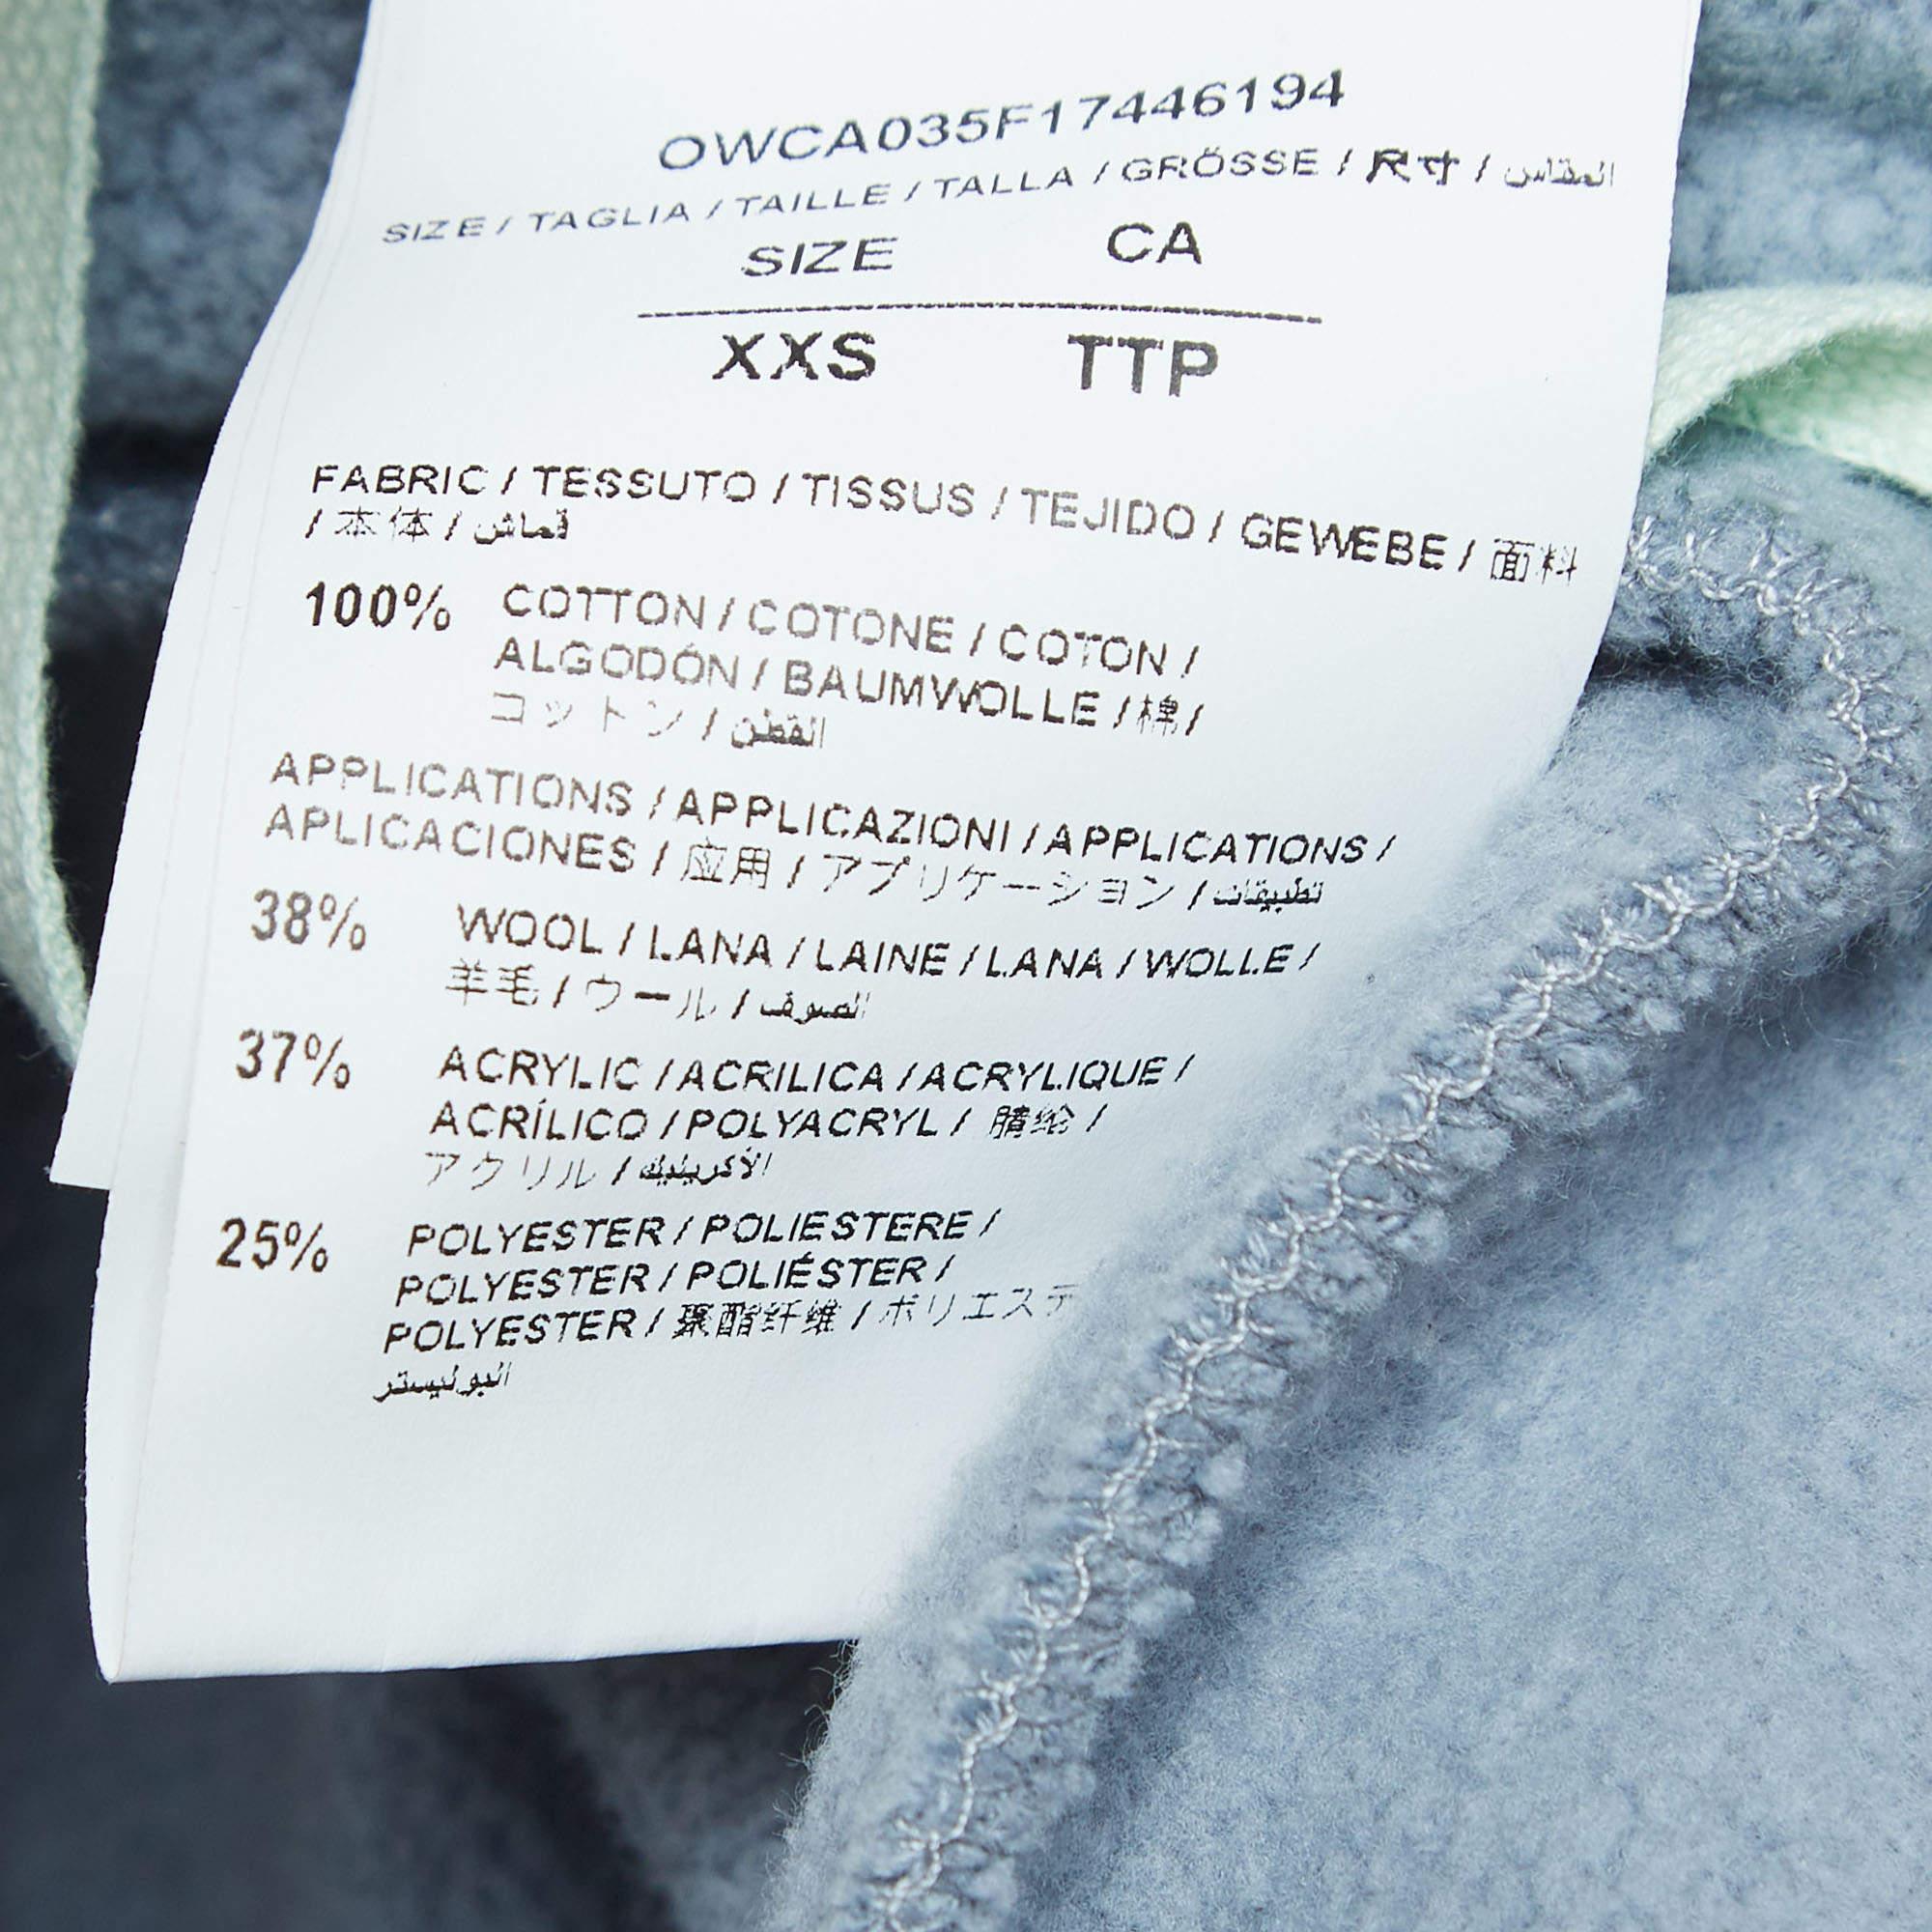 OWCA035F17446194
SIZE / TAGLIA / TAILLE / TALLA / GRÖSSE / 尺寸 / المقاس
SIZE CA
XXS TTP
FABRIC / TESSUTO / TISSUS / TEJIDO / GEWEBE / 面料
/ 本体 / قماش
100% COTTON / COTONE / COTON /
ALGODÓN / BAUMWOLLE / 棉 /
コットン / القطن
APPLICATIONS / APPLICAZIONI / APPLICATIONS /
APLICACIONES / 应用 / アプリケーション / تطبيقات
38% WOOL / LANA / LAINE / LANA / WOLLE /
羊毛 / ウール / الصوف
37% ACRYLIC / ACRILICA / ACRYLIQUE /
ACRÍLICO / POLYACRYL / 腈纶 /
アクリル / الأكريليك
25% POLYESTER / POLIESTERE /
POLYESTER / POLIÉSTER /
POLYESTER / 聚酯纤维 / ポリエステ
البوليستر